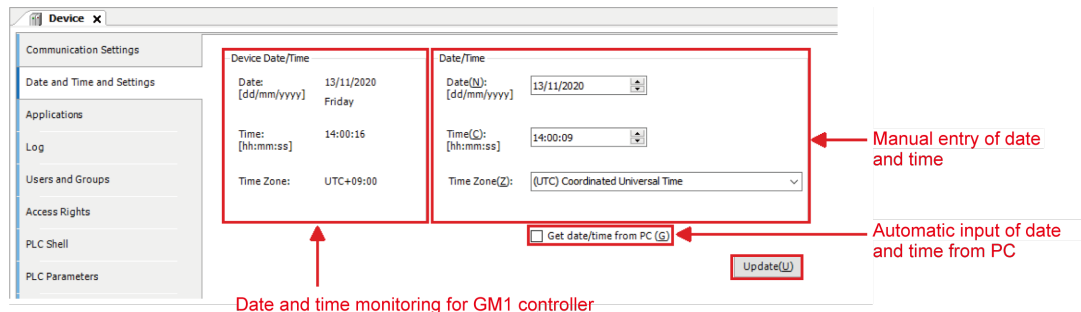 Device
Communication Settings
Date and Time and Settings
Applications
Log
Users and Groups
Access Rights
PLC Shell
PLC Parameters
Device Date/Time
Date:
[dd/mm/yyyy]
13/11/2020
Friday
Time:
[hh:mm:ss]
14:00:16
Time Zone:
UTC+09:00
Date/Time
Date(N):
[dd/mm/yyyy]
13/11/2020
Time(C):
[hh:mm:ss]
14:00:09
Time Zone(Z):
(UTC) Coordinated Universal Time
Get date/time from PC (G)
Update(U)
Manual entry of date
and time
Automatic input of date
and time from PC
Date and time monitoring for GM1 controller